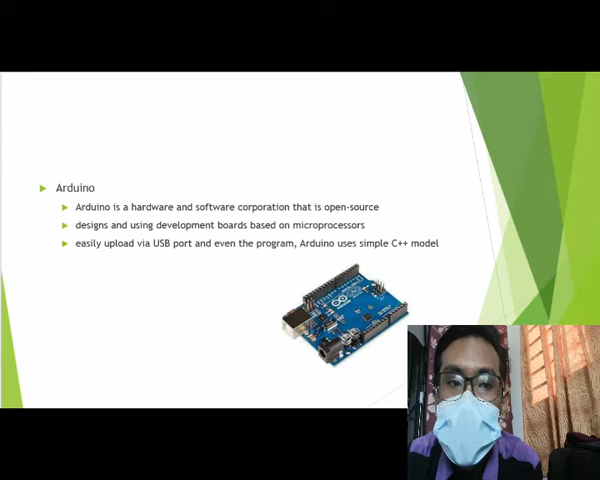 Arduino
Arduino is a hardware and software corporation that is open-source
designs and using development boards based on microprocessors
easily upload via USB port and even the program, Arduino uses simple C++ model
UNO